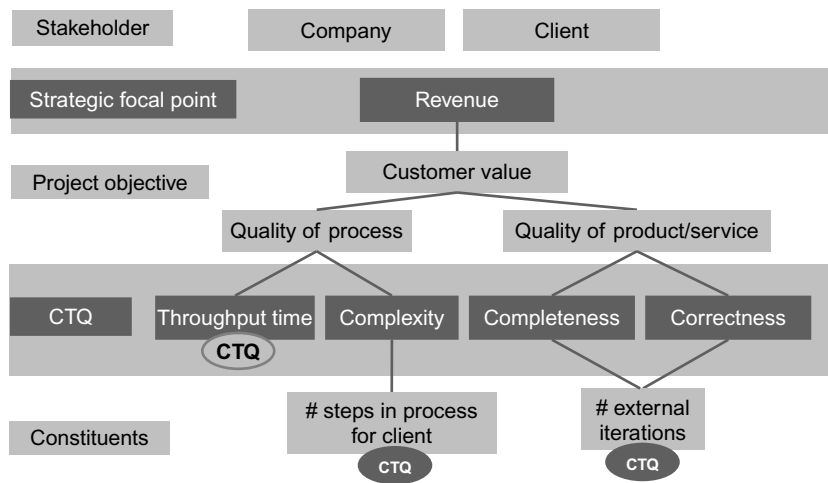 Stakeholder
Company
Client
Strategic focal point
Revenue
Project objective
Customer value
Quality of process
Quality of product/service
CTQ
Throughput time
Complexity
Completeness
Correctness
CTQ
Constituents
# steps in process
for client
# external
iterations
CTQ
CTQ